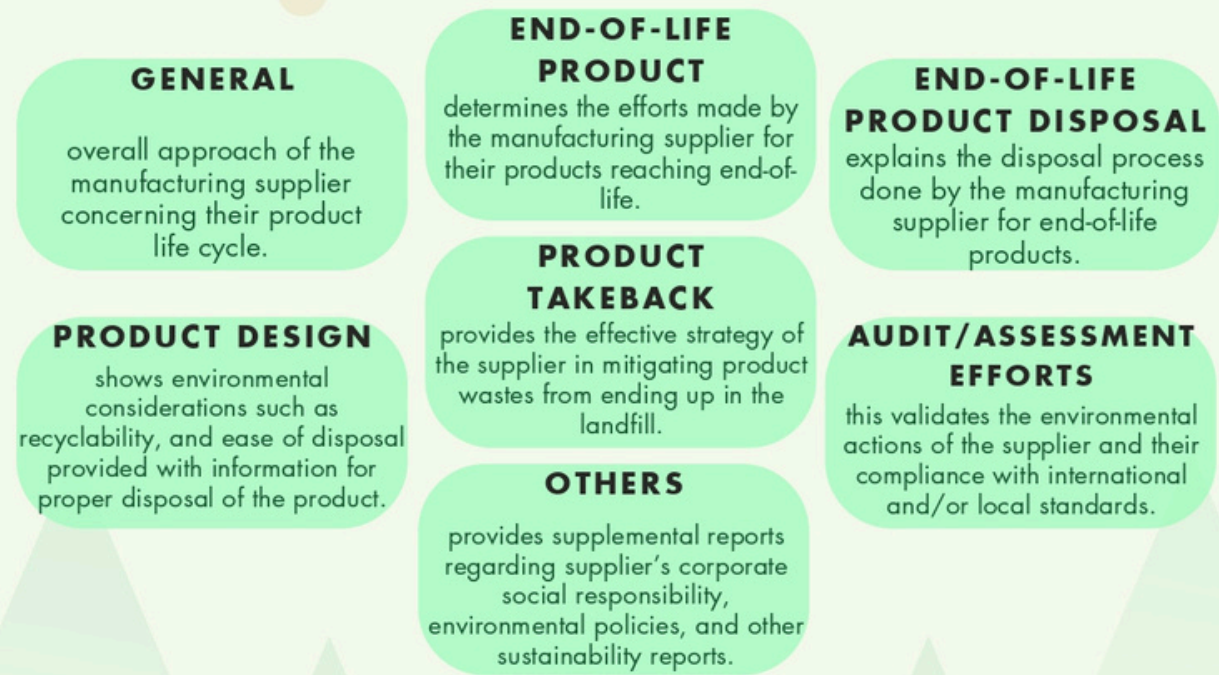 GENERAL
overall approach of the
manufacturing supplier
concerning their product
life cycle.
END-OF-LIFE
PRODUCT
determines the efforts made by
the manufacturing supplier for
their products reaching end-of-
life.
END-OF-LIFE
PRODUCT DISPOSAL
explains the disposal process
done by the manufacturing
supplier for end-of-life
products.
PRODUCT DESIGN
shows environmental
considerations such as
recyclability, and ease of disposal
provided with information for
proper disposal of the product.
PRODUCT
TAKEBACK
provides the effective strategy of
the supplier in mitigating product
wastes from ending up in the
landfill.
AUDIT/ASSESSMENT
EFFORTS
this validates the environmental
actions of the supplier and their
compliance with international
and/or local standards.
OTHERS
provides supplemental reports
regarding supplier's corporate
social responsibility,
environmental policies, and other
sustainability reports.